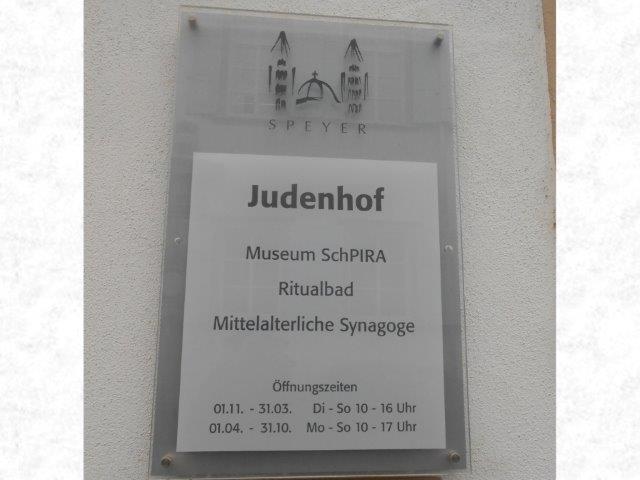 SPEYER
Judenhof
Museum SchPIRA
Ritualbad
Mittelalterliche Synagoge
Öffnungszeiten
01.11. - 31.03. Di - So 10 - 16 Uhr
01.04. - 31.10. Mo - So 10 - 17 Uhr